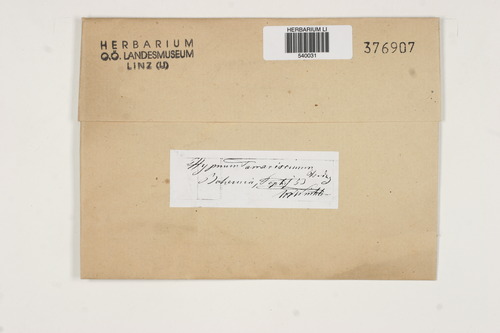 HERBARIUM
O.Ö. LANDESMUSEUM
LINZ (LI)
HERBARIUM LI
540031
376907
Hypnum tamariscinum
Bohemia